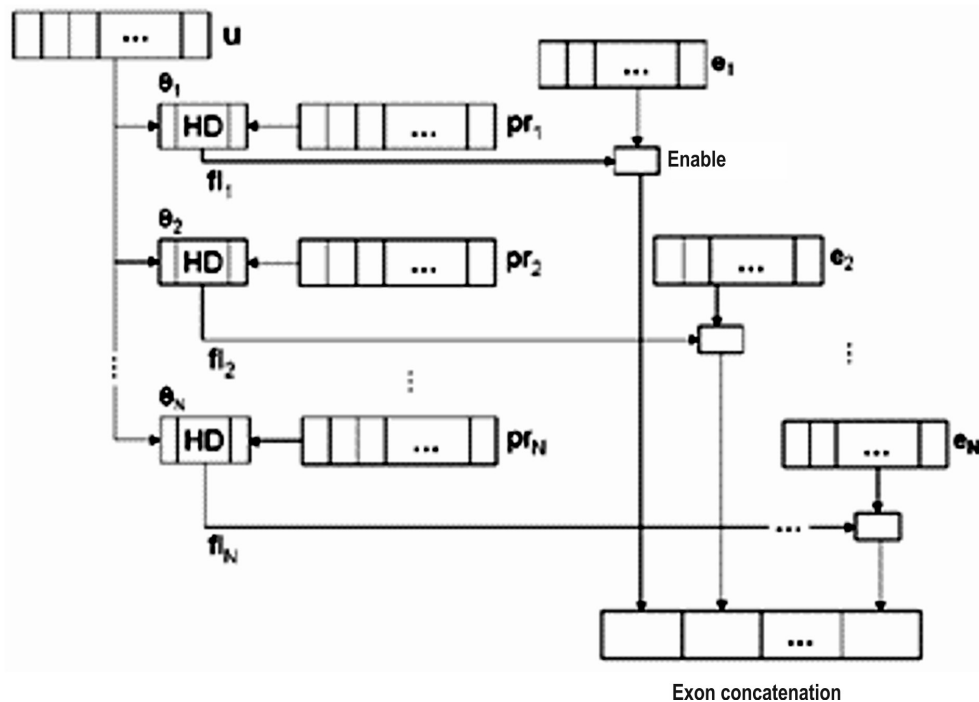 ... u
e₁
...
θ₁
HD
... pr₁
Enable
fl₁
θ₂
HD
... pr₂
... e₂
fl₂
...
...
...
θN
HD
... prN
... eN
flN
...
...
Exon concatenation